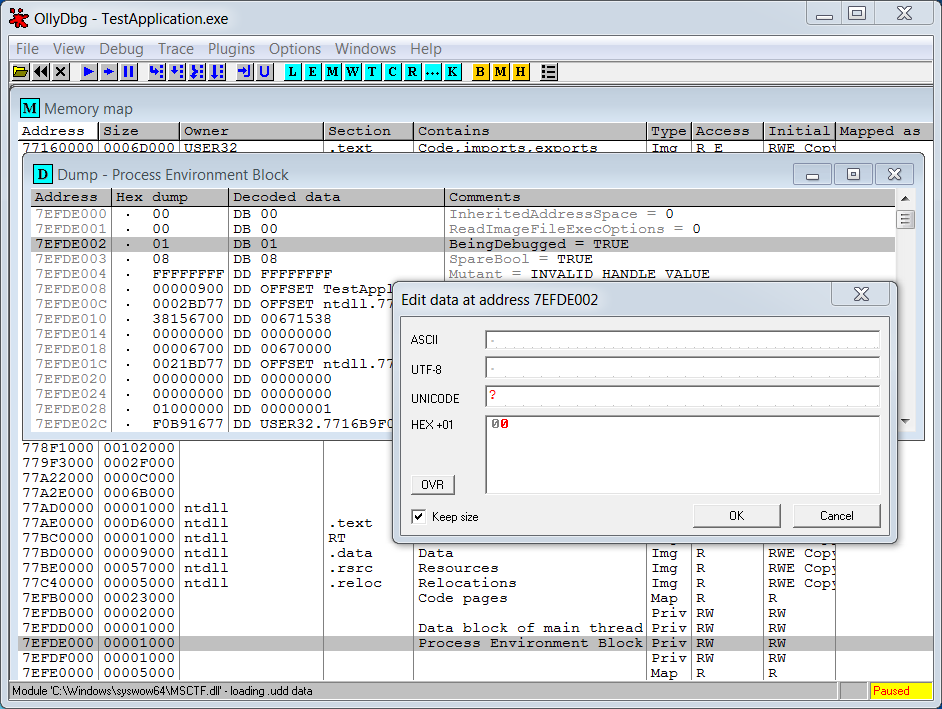 OllyDbg - TestApplication.exe
File View Debug Trace Plugins Options Windows Help
L E M W T C R ... K B M H
M Memory map
Address Size Owner Section Contains Type Access Initial Mapped as
77160000 0006D000 USER32 .text Code,imports,exports Img R E RWE Copy
D Dump - Process Environment Block
Address Hex dump Decoded data Comments
7EFDE000 . 00 DB 00 InheritedAddressSpace = 0
7EFDE001 . 00 DB 00 ReadImageFileExecOptions = 0
7EFDE002 . 01 DB 01 BeingDebugged = TRUE
7EFDE003 . 08 DB 08 SpareBool = TRUE
7EFDE004 . FFFFFFFF DD FFFFFFFF Mutant = INVALID_HANDLE_VALUE
7EFDE008 . 00000900 DD OFFSET TestAppl
7EFDE00C . 0002BD77 DD OFFSET ntdll.77
7EFDE010 . 38156700 DD 00671538
7EFDE014 . 00000000 DD 00000000
7EFDE018 . 00006700 DD 00670000
7EFDE01C . 0021BD77 DD OFFSET ntdll.77
7EFDE020 . 00000000 DD 00000000
7EFDE024 . 00000000 DD 00000000
7EFDE028 . 01000000 DD 00000001
7EFDE02C . F0B91677 DD USER32.7716B9F0
Edit data at address 7EFDE002
ASCII .
UTF-8 .
UNICODE ?
HEX +01 00
OVR
Keep size
OK Cancel
778F1000 00102000
779F3000 0002F000
77A22000 0000C000
77A2E000 0006B000
77AD0000 00001000 ntdll
77AE0000 000D6000 ntdll .text
77BC0000 00001000 ntdll RT
77BD0000 00009000 ntdll .data Data Img R RWE Copy
77BE0000 00057000 ntdll .rsrc Resources Img R RWE Copy
77C40000 00005000 ntdll .reloc Relocations Img R RWE Copy
7EFB0000 00023000 Code pages Map R R
7EFDB000 00002000 Priv RW RW
7EFDD000 00001000 Data block of main thread Priv RW RW
7EFDE000 00001000 Process Environment Block Priv RW RW
7EFDF000 00001000 Priv RW RW
7EFE0000 00005000 Map R R
Module 'C:\Windows\syswow64\MSCTF.dll' - loading .udd data Paused